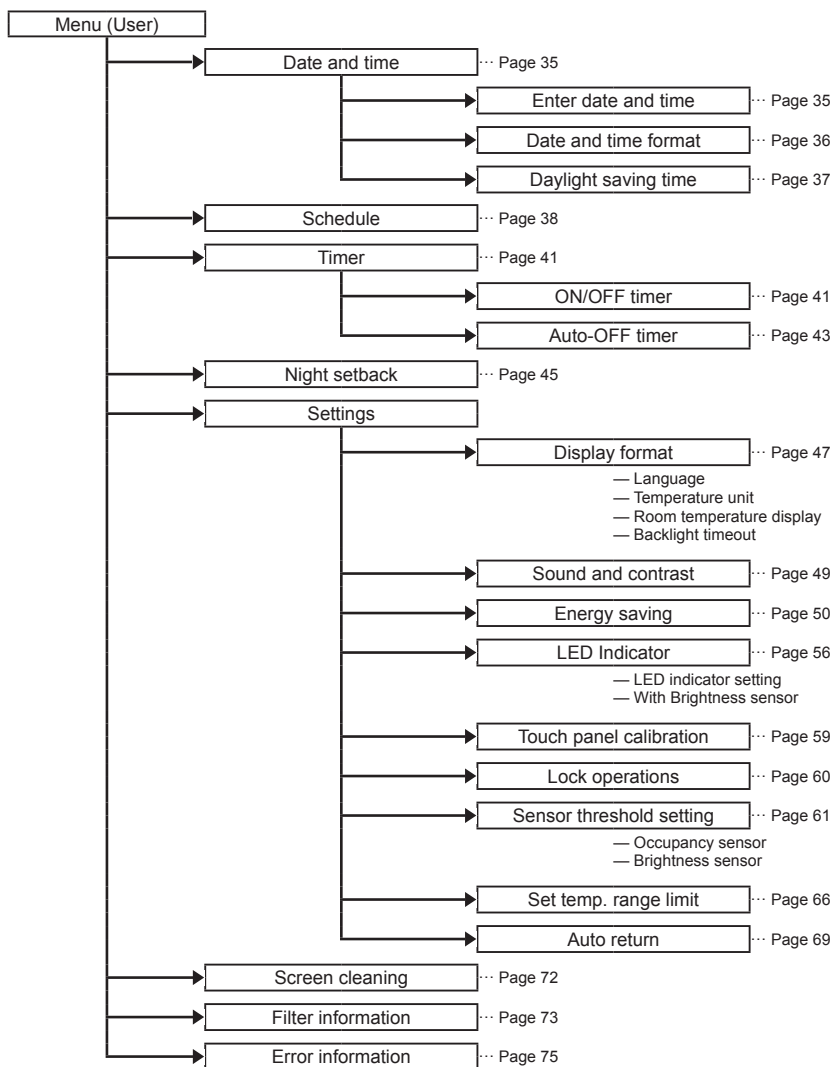 Menu (User)
Date and time ··· Page 35
Enter date and time ··· Page 35
Date and time format ··· Page 36
Daylight saving time ··· Page 37
Schedule ··· Page 38
Timer ··· Page 41
ON/OFF timer ··· Page 41
Auto-OFF timer ··· Page 43
Night setback ··· Page 45
Settings
Display format ··· Page 47
— Language
— Temperature unit
— Room temperature display
— Backlight timeout
Sound and contrast ··· Page 49
Energy saving ··· Page 50
LED Indicator ··· Page 56
— LED indicator setting
— With Brightness sensor
Touch panel calibration ··· Page 59
Lock operations ··· Page 60
Sensor threshold setting ··· Page 61
— Occupancy sensor
— Brightness sensor
Set temp. range limit ··· Page 66
Auto return ··· Page 69
Screen cleaning ··· Page 72
Filter information ··· Page 73
Error information ··· Page 75